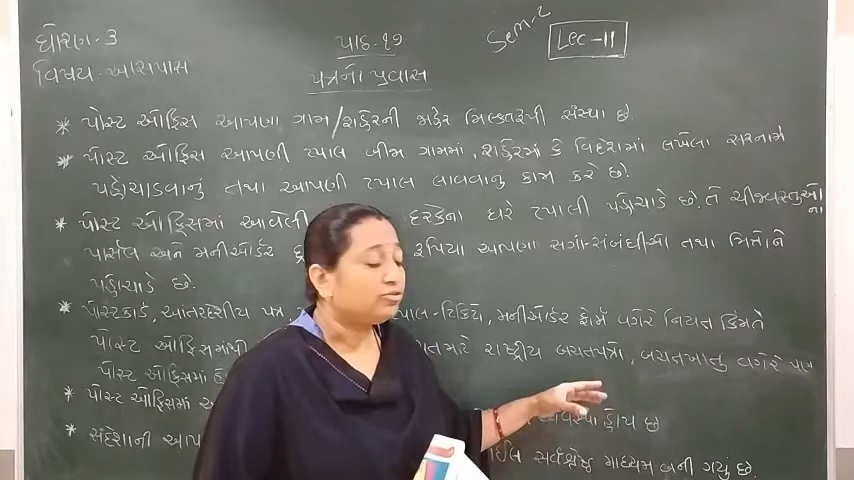 ધોરણ-૩
પાઠ-૧૭
Sem-2
Lec-11
વિષય-આસપાસ
પત્રનો પ્રવાસ
* પોસ્ટ ઓફિસ આપણા ગામ/શહેરની જાહેર મિલ્કતરૂપી સંસ્થા છે.
* પોસ્ટ ઓફિસ આપણી ટપાલ બીજા ગામમાં, શહેરમાં કે વિદેશમાં લખેલા સરનામે
પહોંચાડવાનું તથા આપણી ટપાલ લાવવાનું કામ કરે છે.
* પોસ્ટ ઓફિસમાં આવેલી દરેકના ઘરે ટપાલી પહોંચાડે છે. તે ચીજવસ્તુઓના
પાર્સલ અને મનીઓર્ડર રૂપિયા આપણા સગાં-સંબંધીઓ તથા મિત્રોને
પહોંચાડે છે.
* પોસ્ટકાર્ડ, આંતરદેશીય પત્ર, ટપાલ-ટિકિટો, મનીઓર્ડર ફોર્મ વગેરે નિયત કિંમતે
પોસ્ટ ઓફિસમાંથી રાષ્ટ્રીય બચતપત્રો, બચતખાનું વગેરે પણ
પોસ્ટ ઓફિસમાં
* પોસ્ટ ઓફિસમાં વ્યવસ્થા હોય છે
* સંદેશાની આપ સર્વશ્રેષ્ઠ માધ્યમ બની ગયું છે.